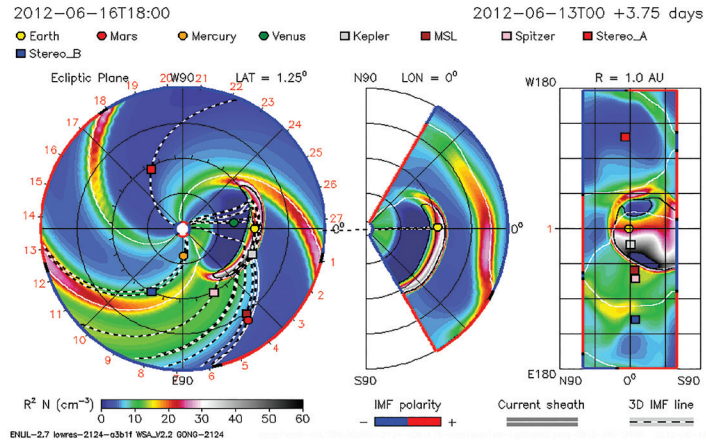 2012-06-16T18:00 2012-06-13T00 +3.75 days
Earth Mars Mercury Venus Kepler MSL Spitzer Stereo_A
Stereo_B
Ecliptic Plane W90 LAT = 1.25° N90 LON = 0° W180 R = 1.0 AU
18 19 20 21 22 23
17 24
16 25
15 26
14 27
13 0° 0° 1
12 1
11 2
10 3
9 8 7 6 5 4
E90 S90 E180 N90 0° S90
R² N (cm⁻³) 0 10 20 30 40 50 60
IMF polarity Current sheath 3D IMF line
- +
ENLIL-2.7 lowres-2124-a3b1f WSA_V2.2 GONG-2124